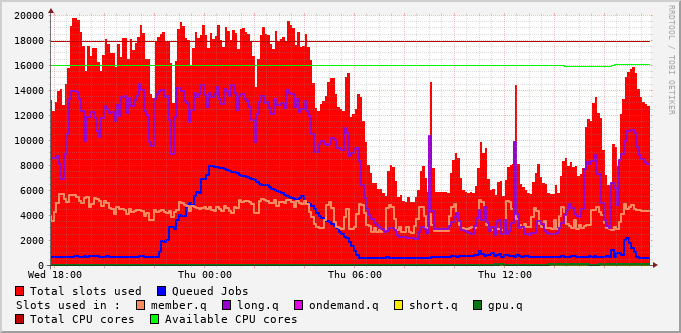 20000
18000
16000
14000
12000
10000
8000
6000
4000
2000
0
Wed 18:00 Thu 00:00 Thu 06:00 Thu 12:00
RRDTOOL / TOBI OETIKER
Total slots used Queued Jobs
Slots used in : member.q long.q ondemand.q short.q gpu.q
Total CPU cores Available CPU cores